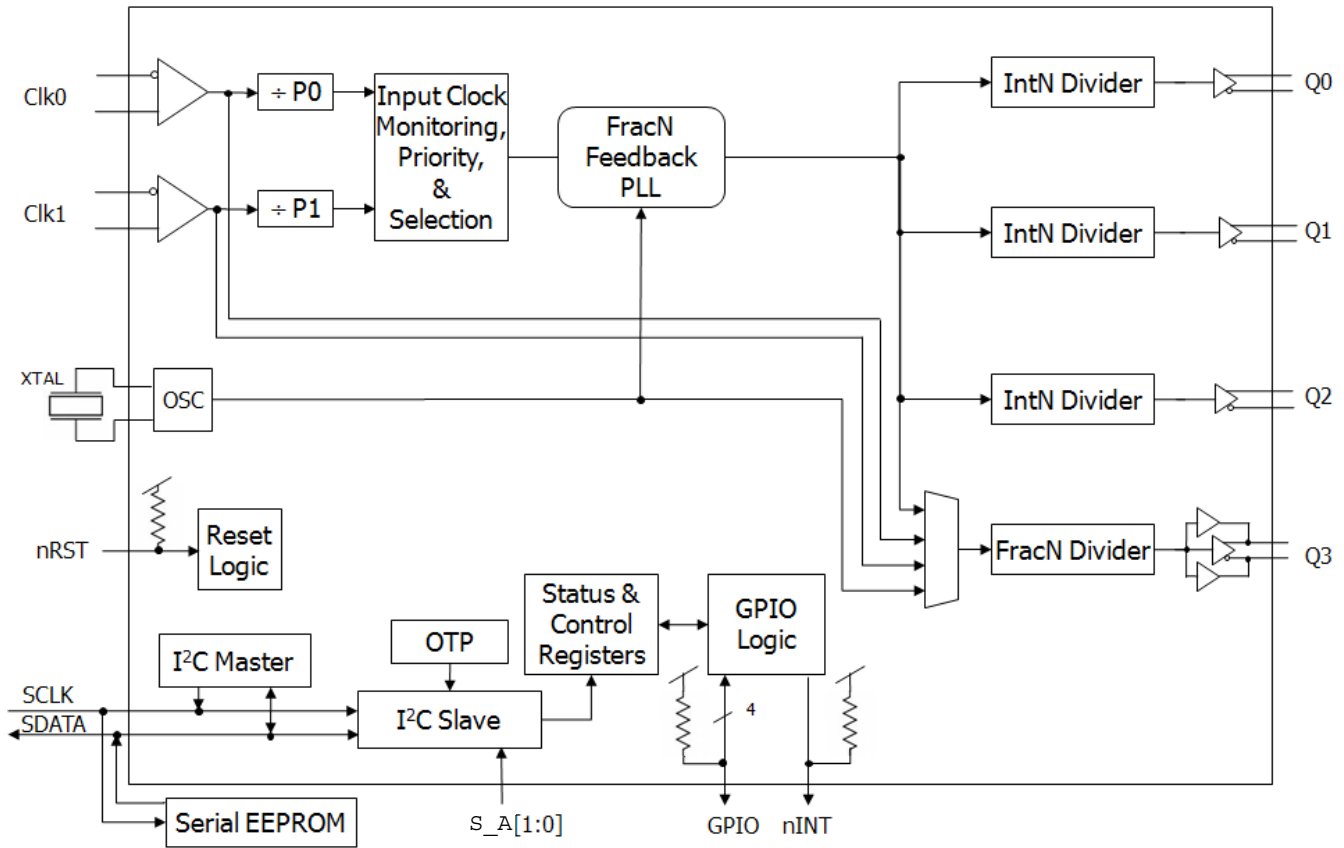 Clk0
÷ P0
Input Clock
Monitoring,
Priority,
&
Selection
FracN
Feedback
PLL
IntN Divider
Q0
Clk1
÷ P1
IntN Divider
Q1
XTAL
OSC
IntN Divider
Q2
nRST
Reset
Logic
FracN Divider
Q3
Status &
Control
Registers
GPIO
Logic
OTP
I²C Master
SCLK
SDATA
I²C Slave
4
Serial EEPROM
S_A[1:0]
GPIO
nINT